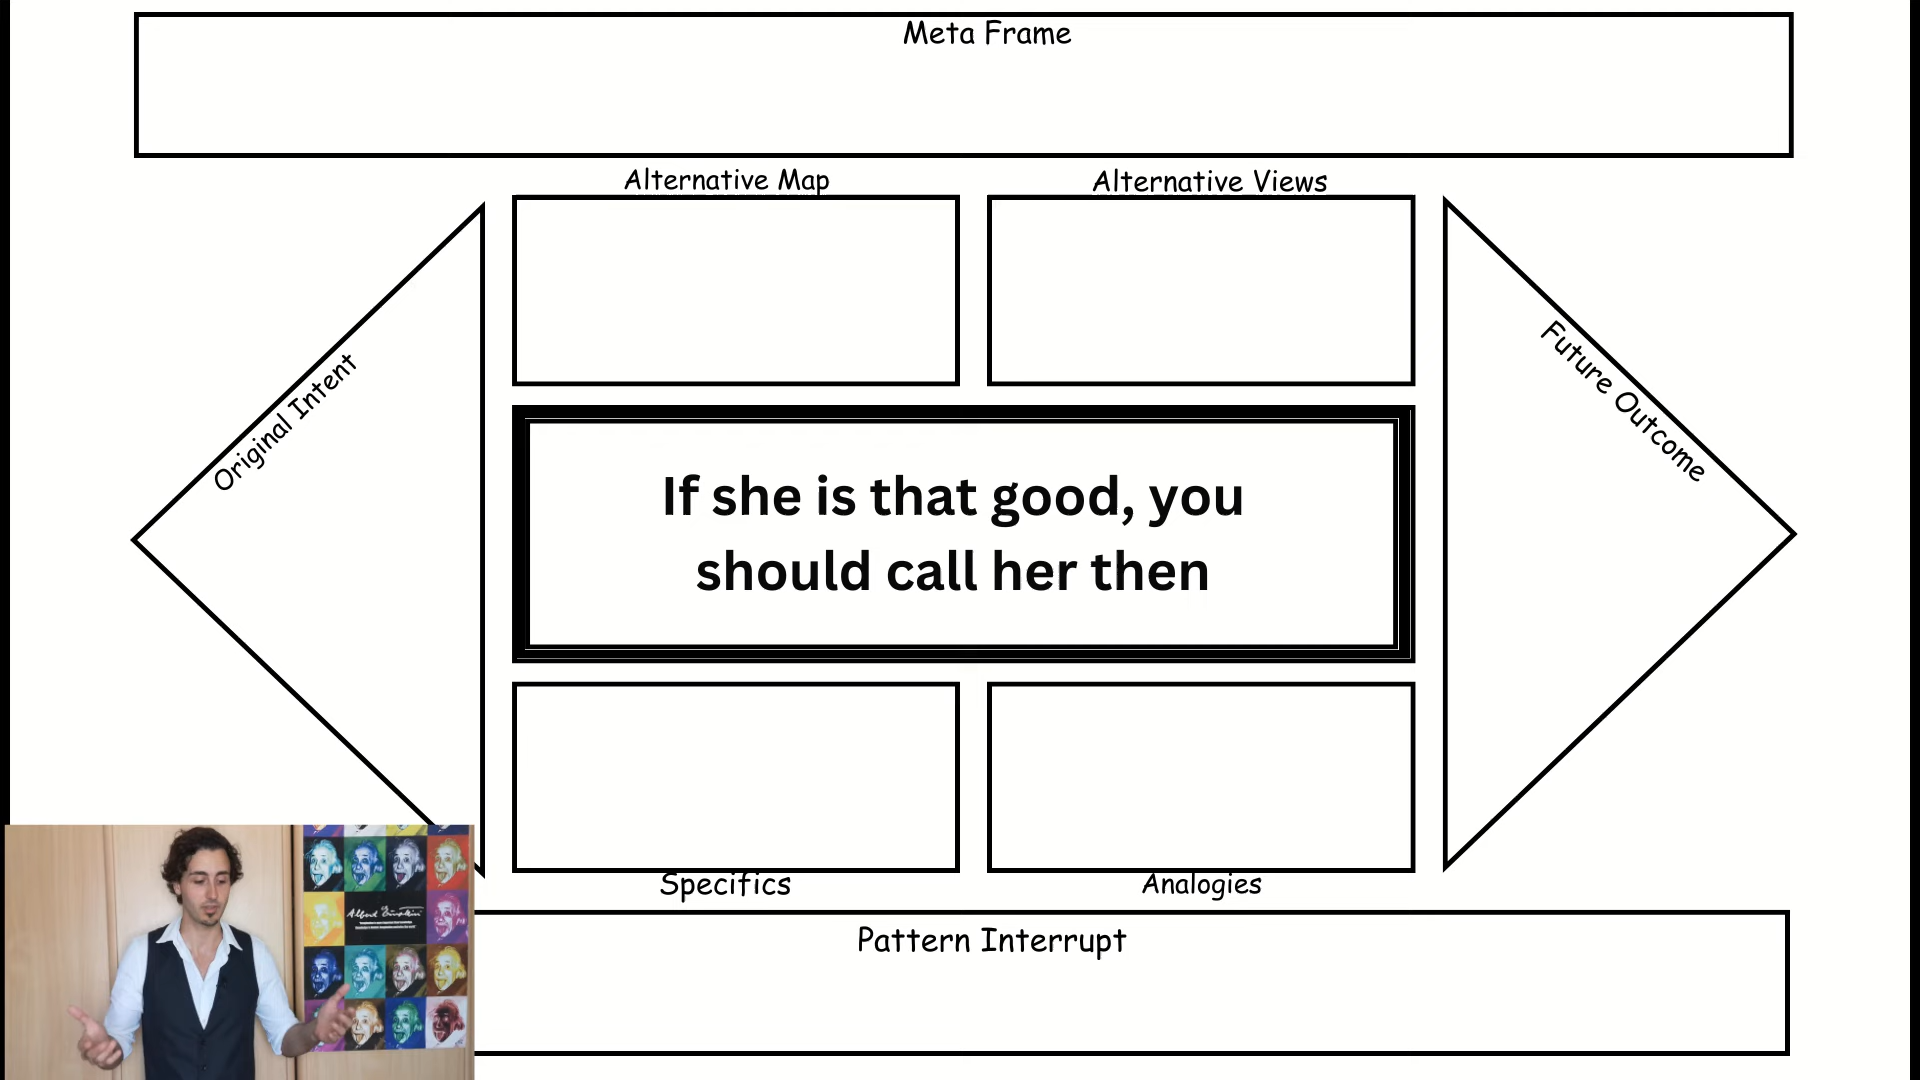 Meta Frame
Alternative Map
Alternative Views
Original Intent
Future Outcome
If she is that good, you
should call her then
Specifics
Analogies
Pattern Interrupt